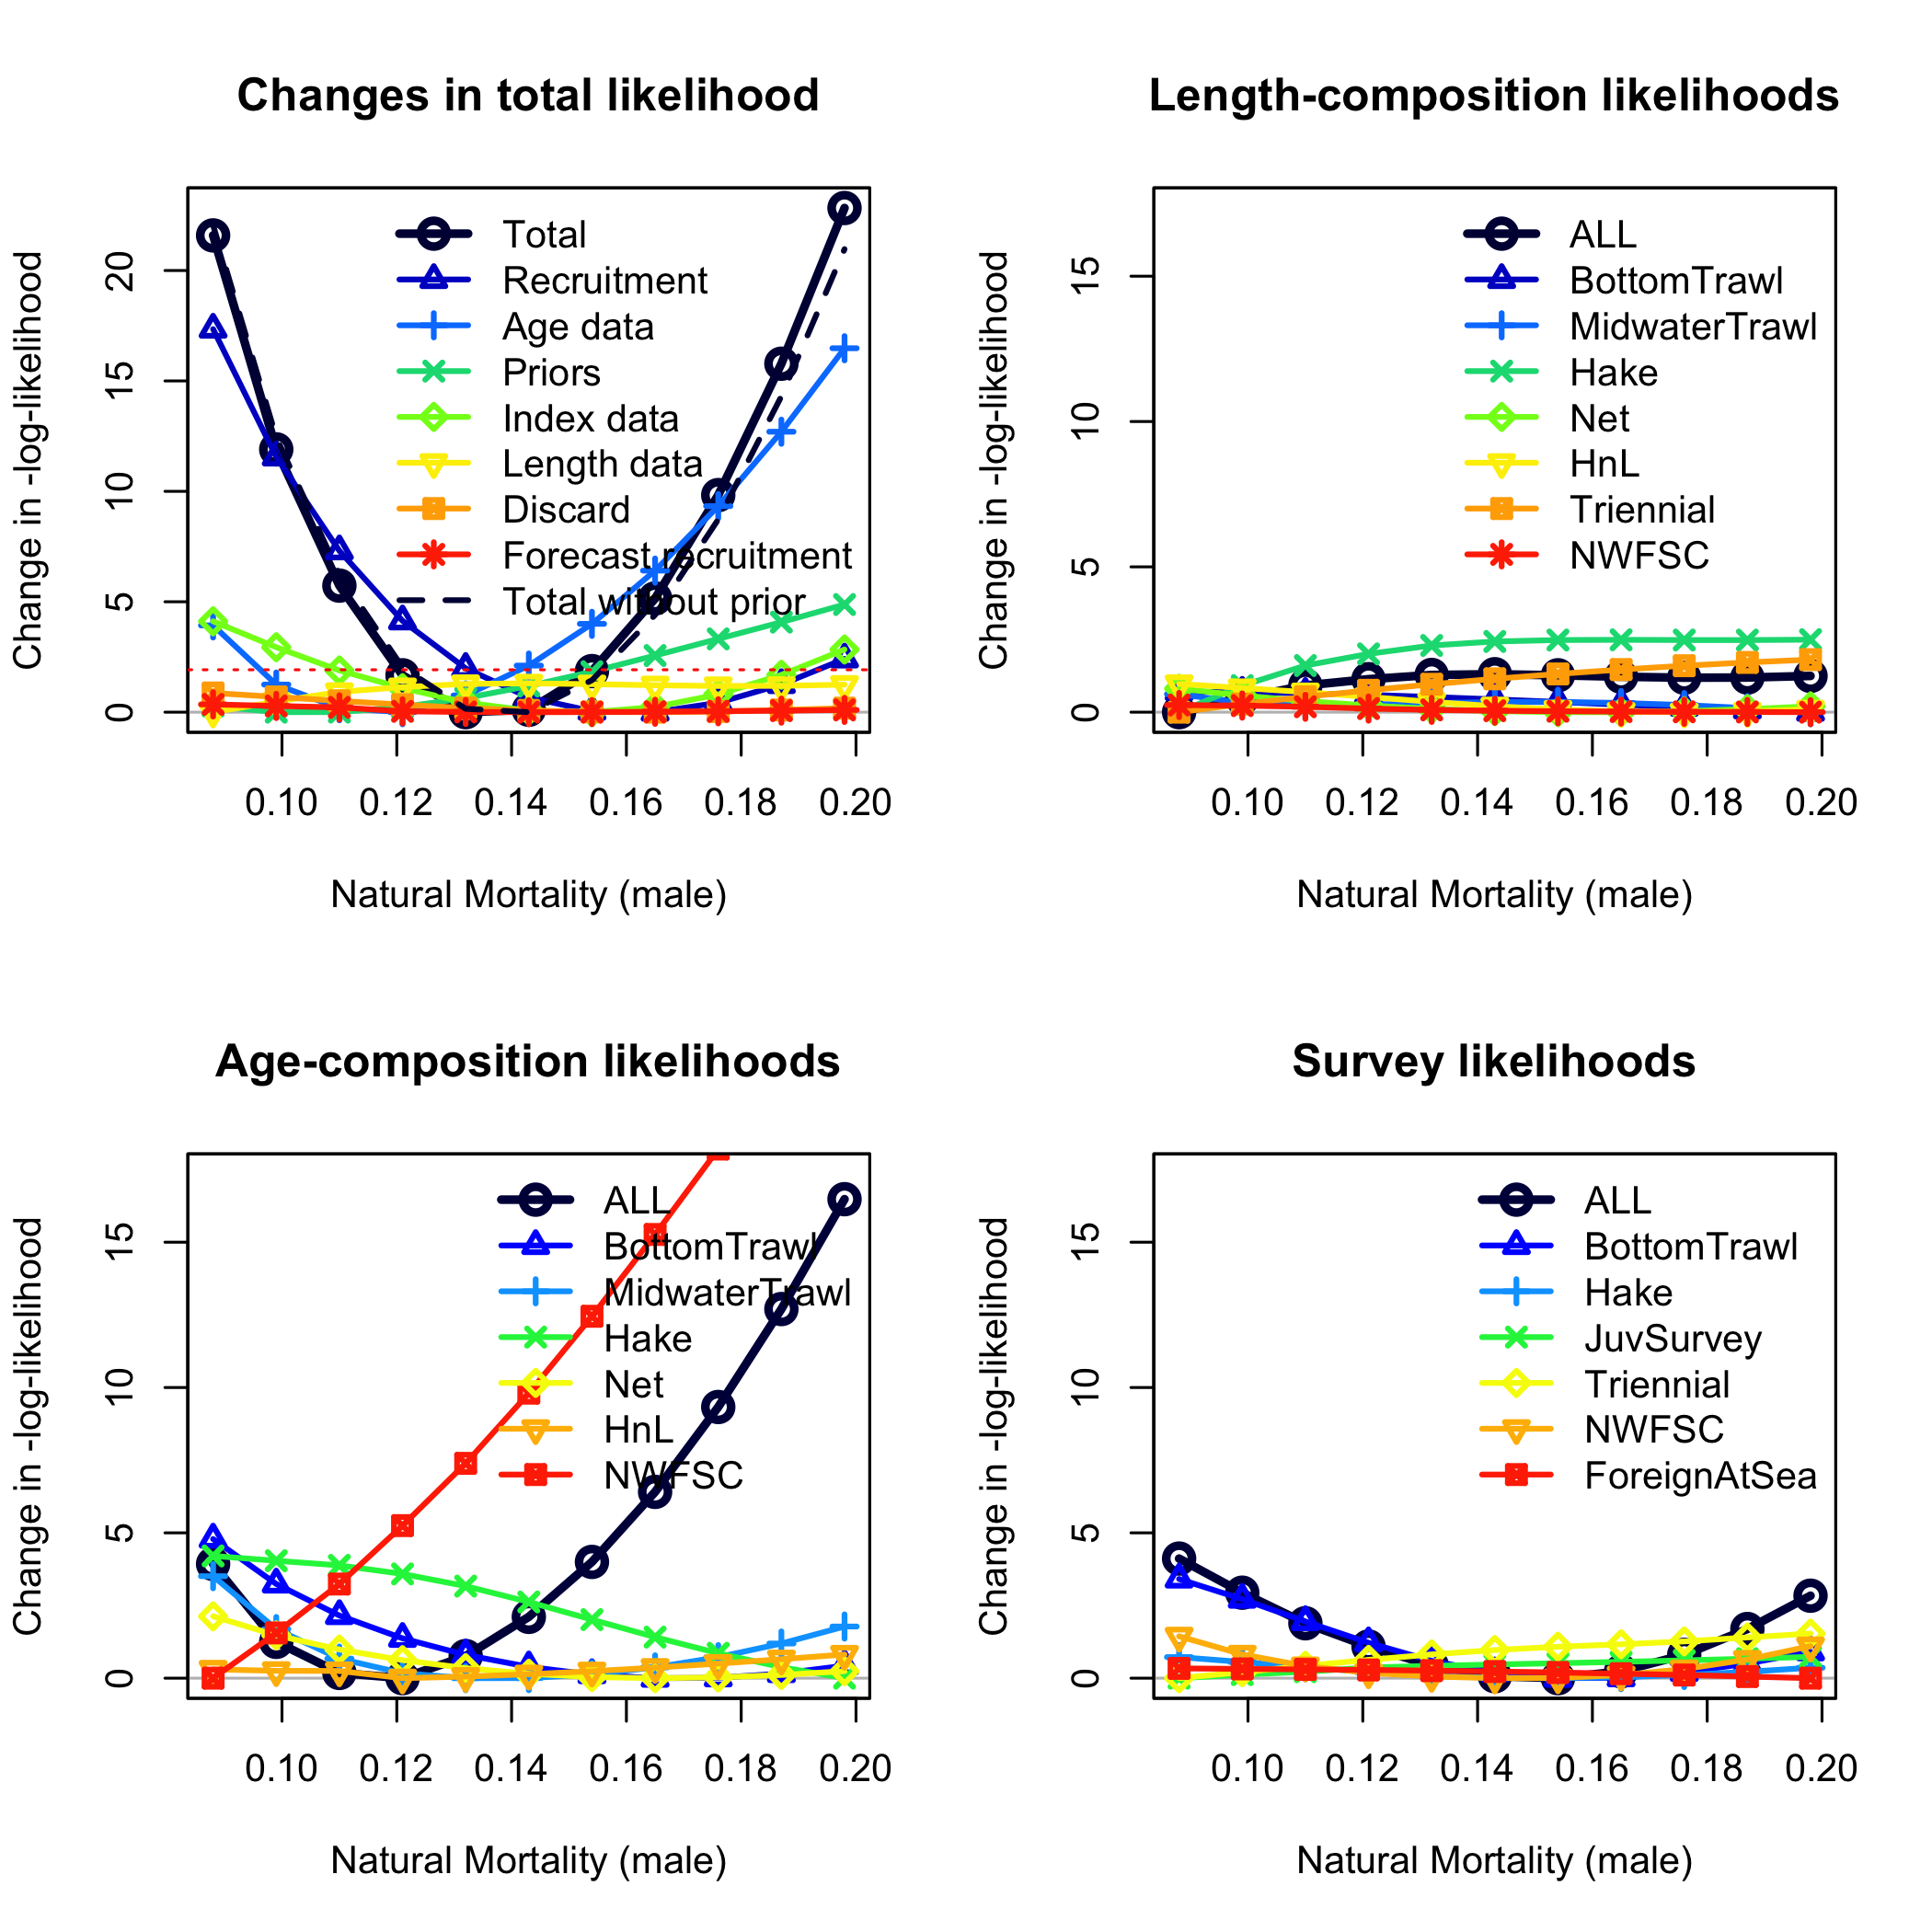 Changes in total likelihood
Change in -log-likelihood
20
15
10
5
0
Total
Recruitment
Age data
Priors
Index data
Length data
Discard
Forecast recruitment
Total without prior
0.10 0.12 0.14 0.16 0.18 0.20
Natural Mortality (male)
Length-composition likelihoods
Change in -log-likelihood
15
10
5
0
ALL
BottomTrawl
MidwaterTrawl
Hake
Net
HnL
Triennial
NWFSC
0.10 0.12 0.14 0.16 0.18 0.20
Natural Mortality (male)
Age-composition likelihoods
Change in -log-likelihood
15
10
5
0
ALL
BottomTrawl
MidwaterTrawl
Hake
Net
HnL
NWFSC
0.10 0.12 0.14 0.16 0.18 0.20
Natural Mortality (male)
Survey likelihoods
Change in -log-likelihood
15
10
5
0
ALL
BottomTrawl
Hake
JuvSurvey
Triennial
NWFSC
ForeignAtSea
0.10 0.12 0.14 0.16 0.18 0.20
Natural Mortality (male)